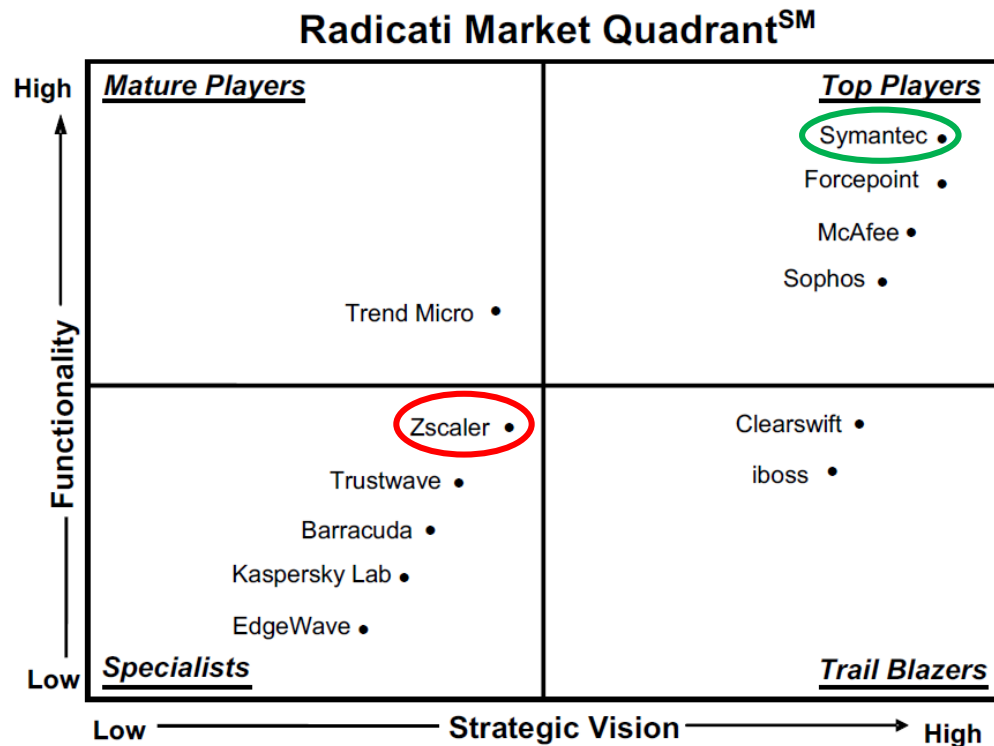 Radicati Market QuadrantSM
High
Mature Players
Top Players
Symantec
Forcepoint
McAfee
Sophos
Trend Micro
Functionality
Zscaler
Clearswift
Trustwave
iboss
Barracuda
Kaspersky Lab
EdgeWave
Specialists
Trail Blazers
Low
Low
Strategic Vision
High